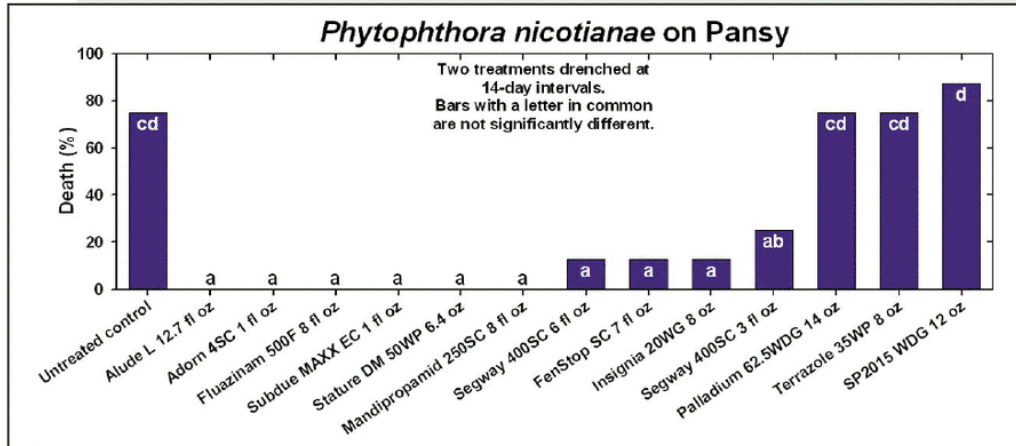 Phytophthora nicotianae on Pansy
Two treatments drenched at
14-day intervals.
Bars with a letter in common
are not significantly different.
Death (%)
100
80
60
40
20
0
cd
a
a
a
a
a
a
a
a
a
ab
cd
cd
d
Untreated control
Alude L 12.7 fl oz
Adorn 4SC 1 fl oz
Fluazinam 500F 8 fl oz
Subdue MAXX EC 1 fl oz
Stature DM 50WP 6.4 oz
Mandipropamid 250SC 8 fl oz
Segway 400SC 6 fl oz
FenStop SC 7 fl oz
Insignia 20WG 8 oz
Segway 400SC 3 fl oz
Palladium 62.5WDG 14 oz
Terrazole 35WP 8 oz
SP2015 WDG 12 oz